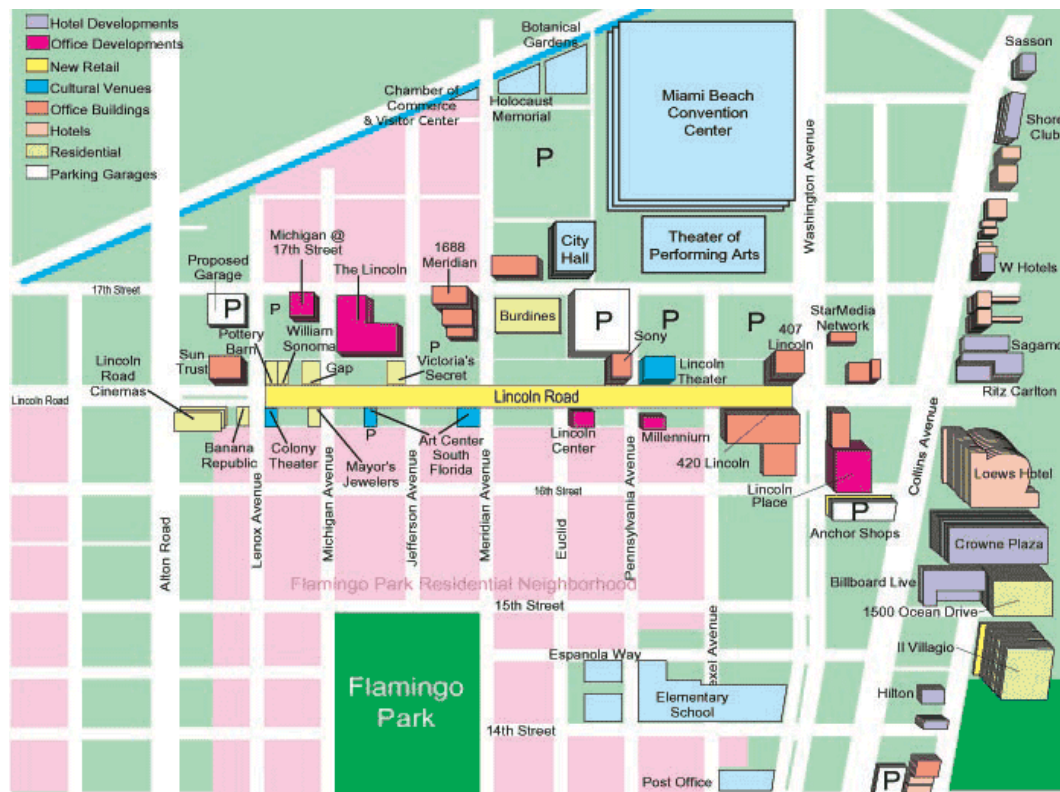 Hotel Developments
Office Developments
New Retail
Cultural Venues
Office Buildings
Hotels
Residential
Parking Garages
Botanical
Gardens
Chamber of
Commerce
& Visitor Center
Holocaust
Memorial
Miami Beach
Convention
Center
Washington Avenue
Sasson
Shore
Club
P
City
Hall
Theater of
Performing Arts
W Hotels
Proposed
Garage
Michigan @
17th Street
The Lincoln
1688
Meridian
17th Street
P
P
Burdines
P
P
P
407
Lincoln
StarMedia
Network
Pottery
Barn
William
Sonoma
P
Sony
Sagamo
Sun
Trust
Gap
Victoria's
Secret
Lincoln
Theater
Ritz Carlton
Lincoln
Road
Cinemas
Lincoln Road
Lincoln Road
Banana
Republic
Colony
Theater
Mayor's
Jewelers
P
Art Center
South
Florida
Lincoln
Center
Millennium
420 Lincoln
Lincoln
Place
Collins Avenue
Loews Hotel
16th Street
P
Anchor Shops
Alton Road
Lenox Avenue
Michigan Avenue
Jefferson Avenue
Meridian Avenue
Euclid
Pennsylvania Avenue
Crowne Plaza
Flamingo Park Residential Neighborhood
Billboard Live
15th Street
1500 Ocean Drive
Espanola Way
exel Avenue
Il Villagio
Flamingo
Park
Elementary
School
Hilton
14th Street
Post Office
P